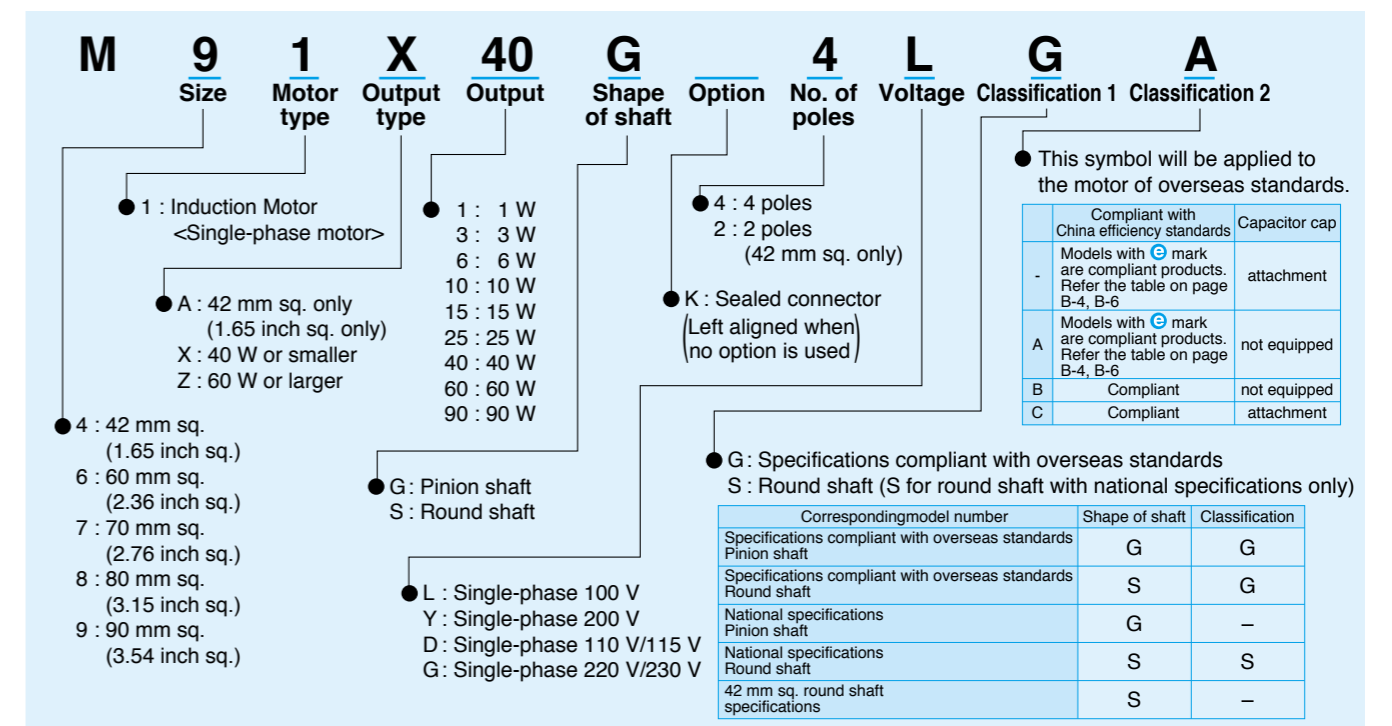 M 9 1 X 40 G 4 L G A
Size Motor type Output type Output Shape of shaft Option No. of poles Voltage Classification 1 Classification 2
4 : 42 mm sq.
(1.65 inch sq.)
6 : 60 mm sq.
(2.36 inch sq.)
7 : 70 mm sq.
(2.76 inch sq.)
8 : 80 mm sq.
(3.15 inch sq.)
9 : 90 mm sq.
(3.54 inch sq.)
1 : Induction Motor
<Single-phase motor>
A : 42 mm sq. only
(1.65 inch sq. only)
X : 40 W or smaller
Z : 60 W or larger
1 : 1 W
3 : 3 W
6 : 6 W
10 : 10 W
15 : 15 W
25 : 25 W
40 : 40 W
60 : 60 W
90 : 90 W
G : Pinion shaft
S : Round shaft
K : Sealed connector
(Left aligned when
no option is used)
4 : 4 poles
2 : 2 poles
(42 mm sq. only)
L : Single-phase 100 V
Y : Single-phase 200 V
D : Single-phase 110 V/115 V
G : Single-phase 220 V/230 V
G : Specifications compliant with overseas standards
S : Round shaft (S for round shaft with national specifications only)
Correspondingmodel number Shape of shaft Classification
Specifications compliant with overseas standards
Pinion shaft G G
Specifications compliant with overseas standards
Round shaft S G
National specifications
Pinion shaft G –
National specifications
Round shaft S S
42 mm sq. round shaft
specifications S –
This symbol will be applied to
the motor of overseas standards.
Compliant with
China efficiency standards Capacitor cap
- Models with e mark
are compliant products.
Refer the table on page
B-4, B-6 attachment
A Models with e mark
are compliant products.
Refer the table on page
B-4, B-6 not equipped
B Compliant not equipped
C Compliant attachment